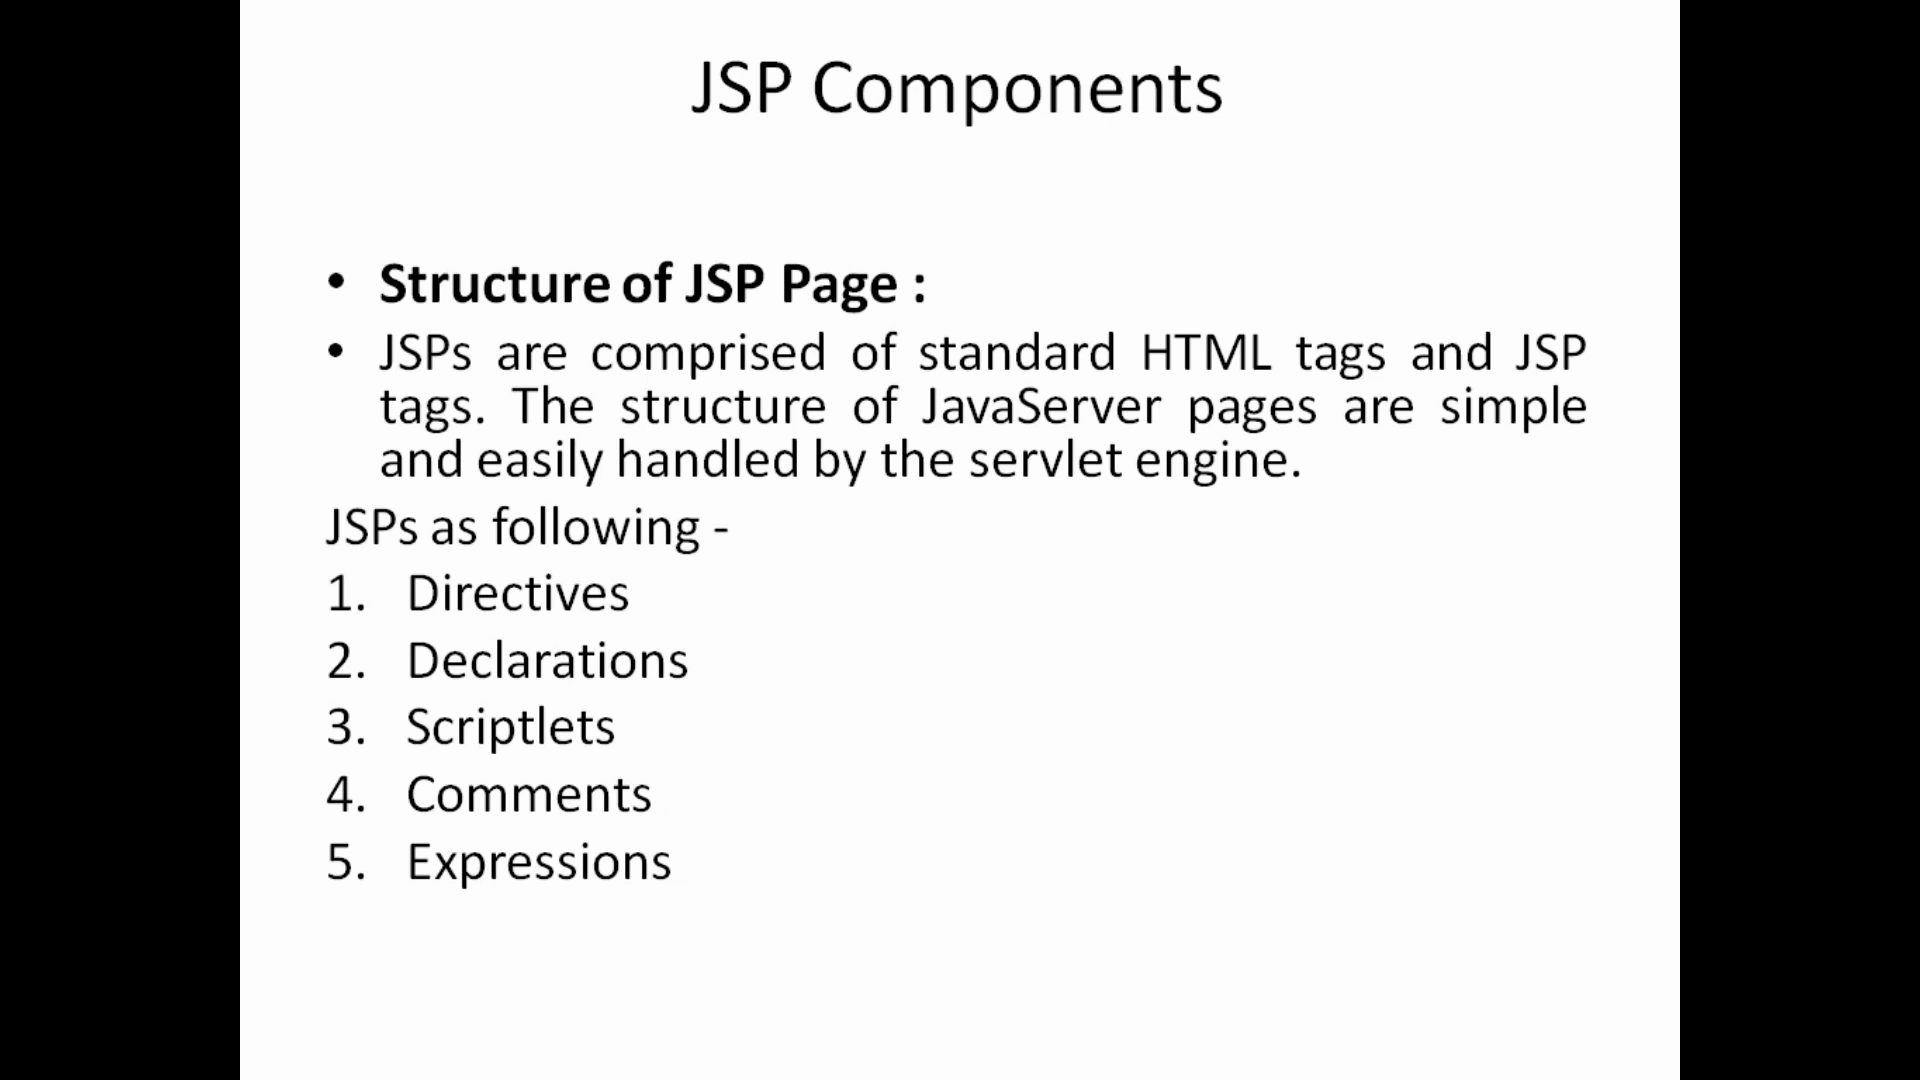 JSP Components
• Structure of JSP Page :
• JSPs are comprised of standard HTML tags and JSP
tags. The structure of JavaServer pages are simple
and easily handled by the servlet engine.
JSPs as following -
1. Directives
2. Declarations
3. Scriptlets
4. Comments
5. Expressions